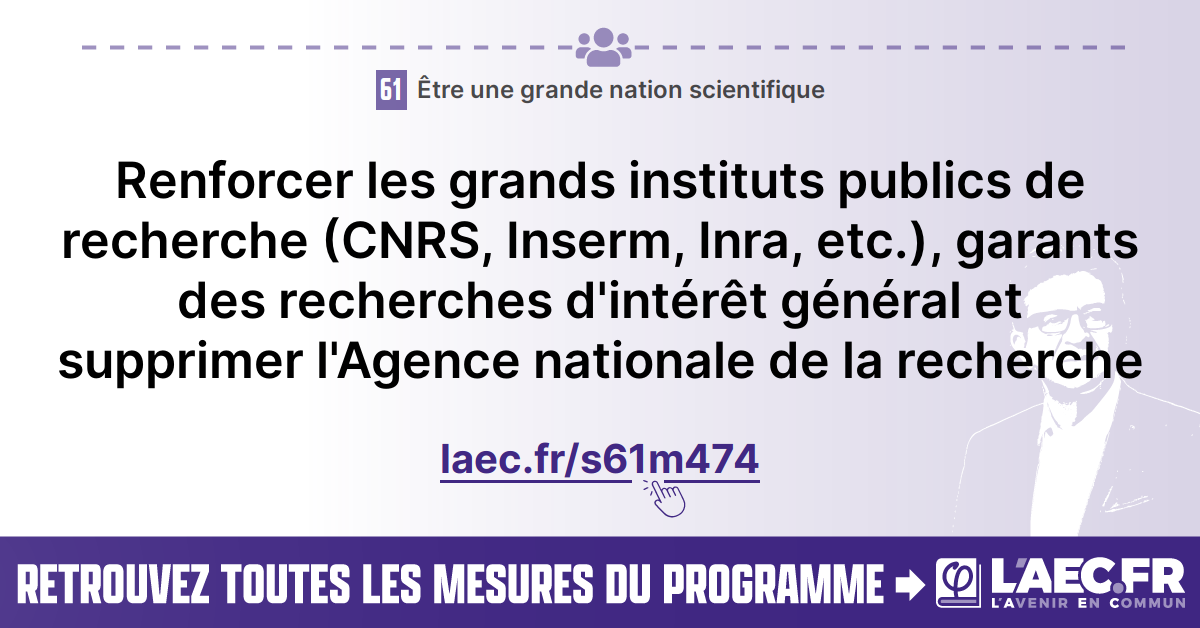 61 Être une grande nation scientifique
Renforcer les grands instituts publics de
recherche (CNRS, Inserm, Inra, etc.), garants
des recherches d'intérêt général et
supprimer l'Agence nationale de la recherche
laec.fr/s61m474
RETROUVEZ TOUTES LES MESURES DU PROGRAMME → φ L'AEC.FR
L'AVENIR EN COMMUN